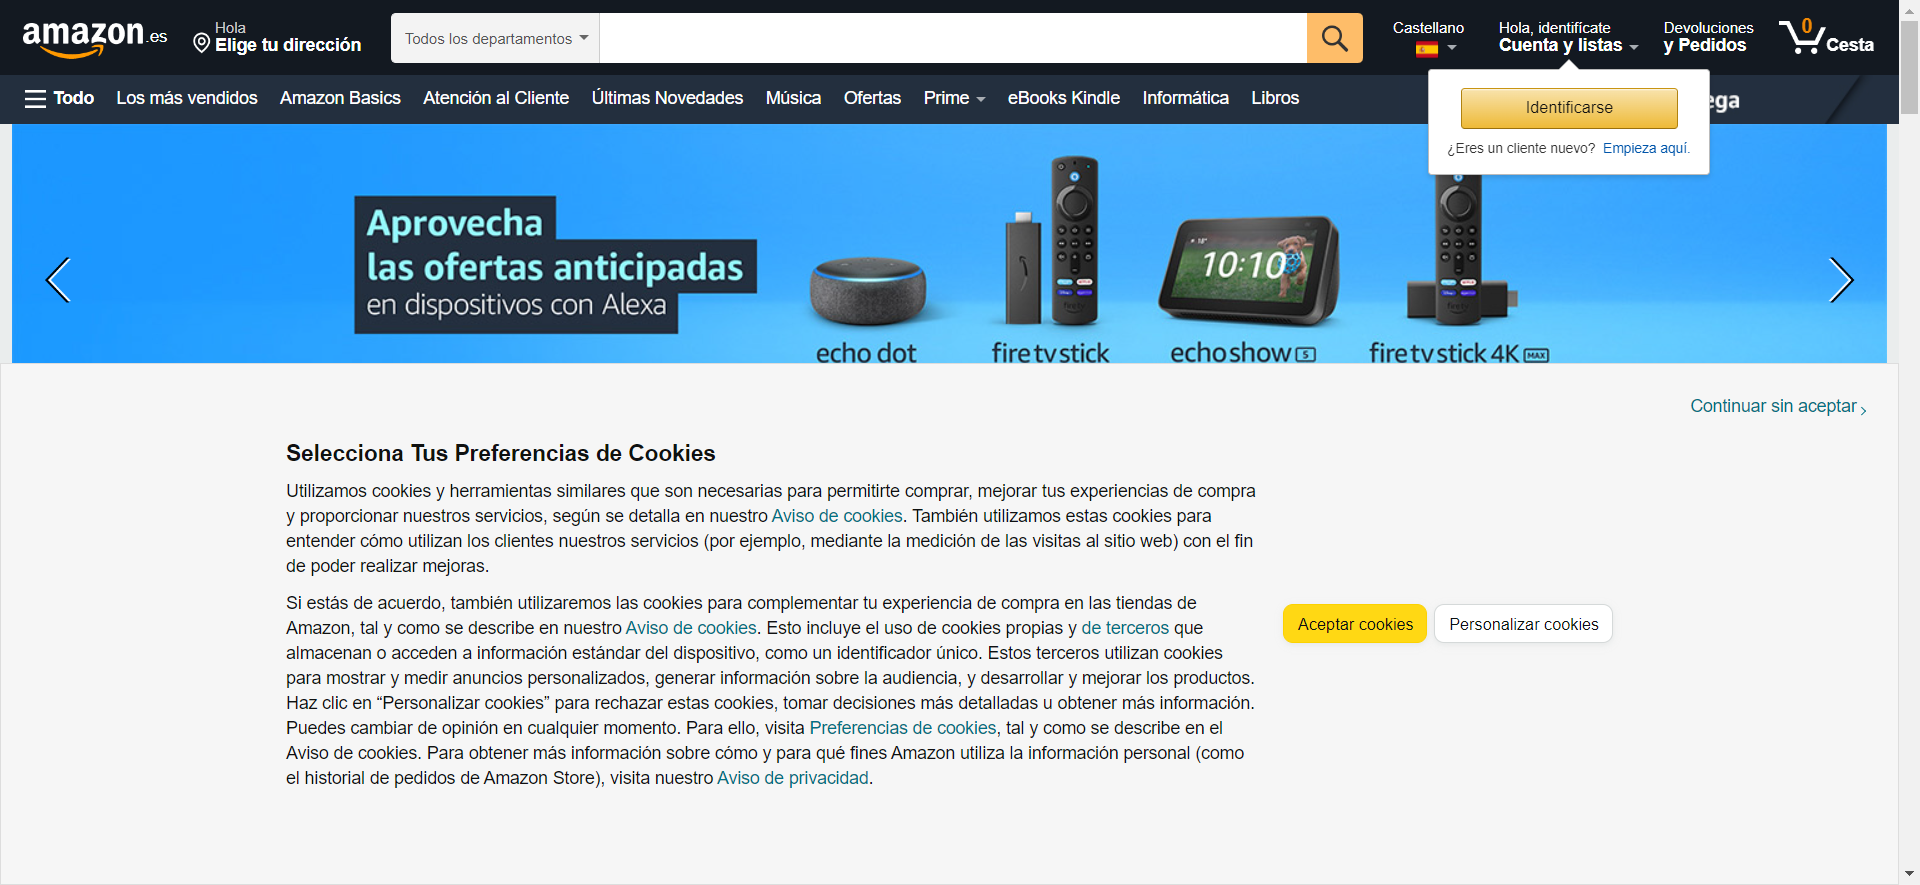 amazon.es
Hola
Elige tu dirección
Todos los departamentos
Castellano
Hola, identifícate
Cuenta y listas
Devoluciones
y Pedidos
0
Cesta
Todo
Los más vendidos
Amazon Basics
Atención al Cliente
Últimas Novedades
Música
Ofertas
Prime
eBooks Kindle
Informática
Libros
ega
Identificarse
¿Eres un cliente nuevo? Empieza aquí.
Aprovecha
las ofertas anticipadas
en dispositivos con Alexa
10:10
echo dot
fire tv stick
echo show 5
fire tv stick 4K MAX
Continuar sin aceptar
Selecciona Tus Preferencias de Cookies
Utilizamos cookies y herramientas similares que son necesarias para permitirte comprar, mejorar tus experiencias de compra
y proporcionar nuestros servicios, según se detalla en nuestro Aviso de cookies. También utilizamos estas cookies para
entender cómo utilizan los clientes nuestros servicios (por ejemplo, mediante la medición de las visitas al sitio web) con el fin
de poder realizar mejoras.
Si estás de acuerdo, también utilizaremos las cookies para complementar tu experiencia de compra en las tiendas de
Amazon, tal y como se describe en nuestro Aviso de cookies. Esto incluye el uso de cookies propias y de terceros que
almacenan o acceden a información estándar del dispositivo, como un identificador único. Estos terceros utilizan cookies
para mostrar y medir anuncios personalizados, generar información sobre la audiencia, y desarrollar y mejorar los productos.
Haz clic en “Personalizar cookies” para rechazar estas cookies, tomar decisiones más detalladas u obtener más información.
Puedes cambiar de opinión en cualquier momento. Para ello, visita Preferencias de cookies, tal y como se describe en el
Aviso de cookies. Para obtener más información sobre cómo y para qué fines Amazon utiliza la información personal (como
el historial de pedidos de Amazon Store), visita nuestro Aviso de privacidad.
Aceptar cookies
Personalizar cookies